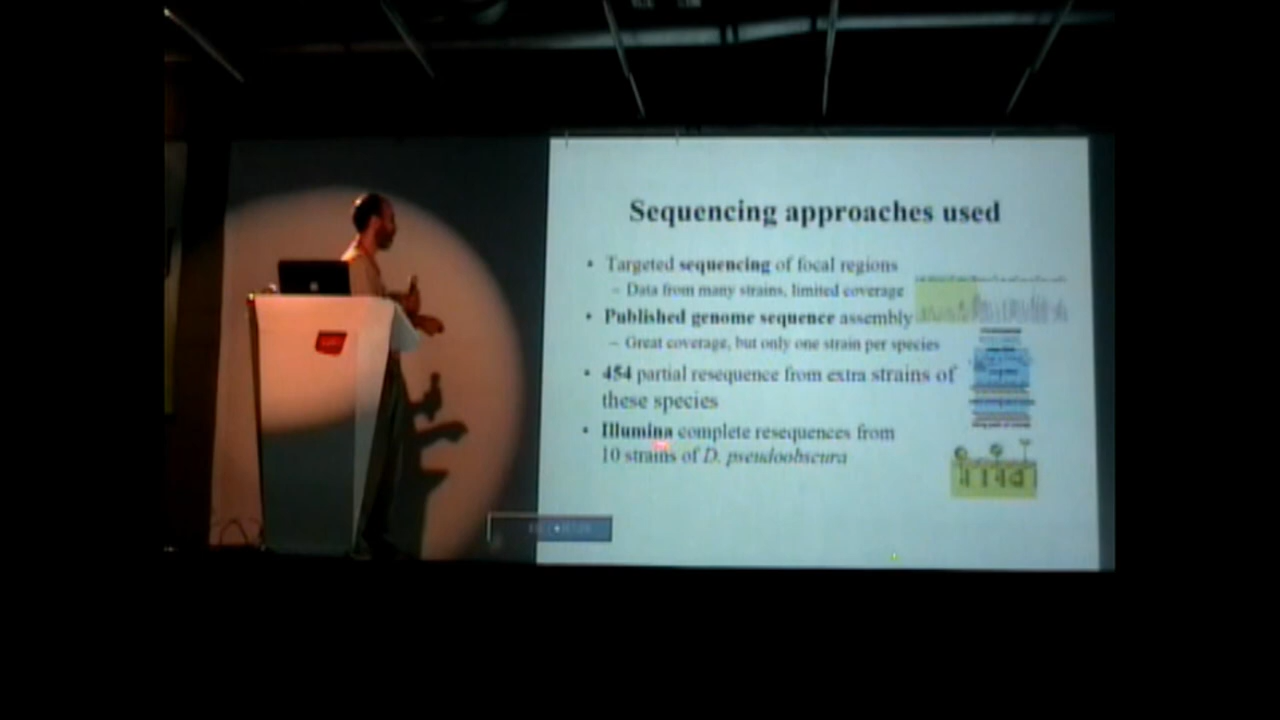 Sequencing approaches used
• Targeted sequencing of focal regions
– Data from many strains, limited coverage
• Published genome sequence assembly
– Great coverage, but only one strain per species
• 454 partial resequence from extra strains of
these species
• Illumina complete resequences from
10 strains of D. pseudoobscura